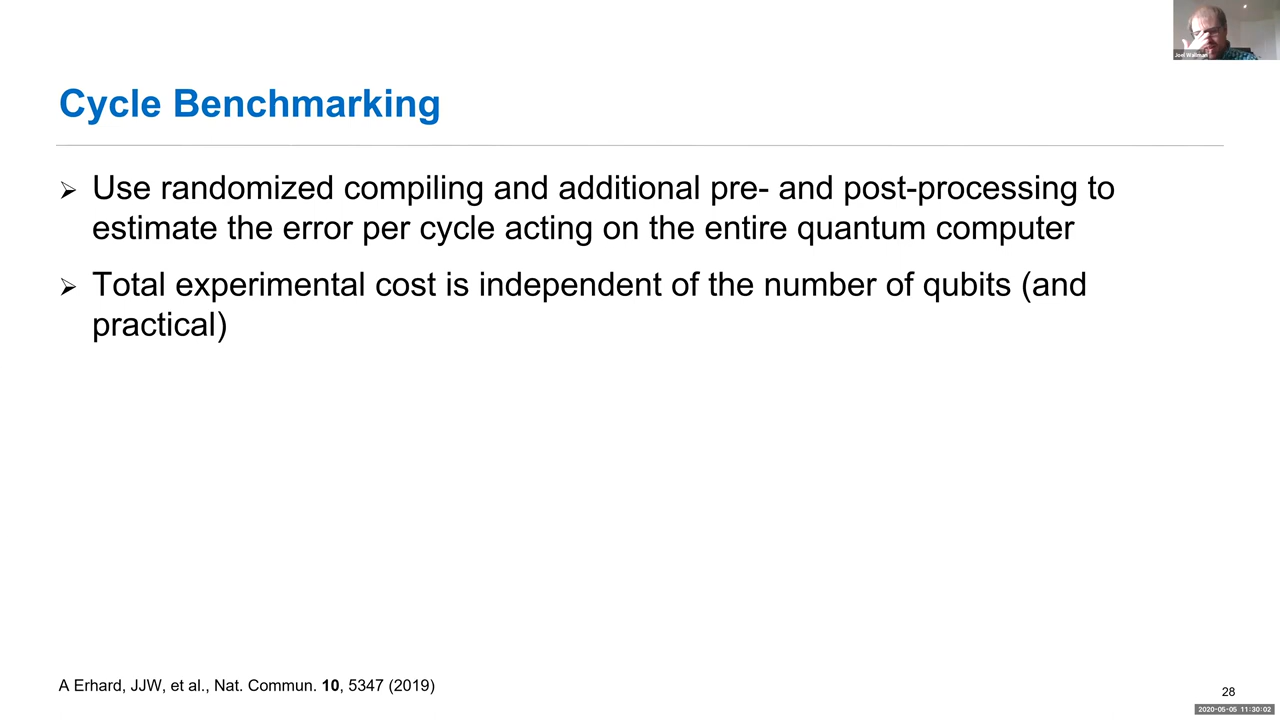 Joel Wallman
Cycle Benchmarking
➢ Use randomized compiling and additional pre- and post-processing to
estimate the error per cycle acting on the entire quantum computer
➢ Total experimental cost is independent of the number of qubits (and
practical)
A Erhard, JJW, et al., Nat. Commun. 10, 5347 (2019)
28
2020-05-05 11:30:02